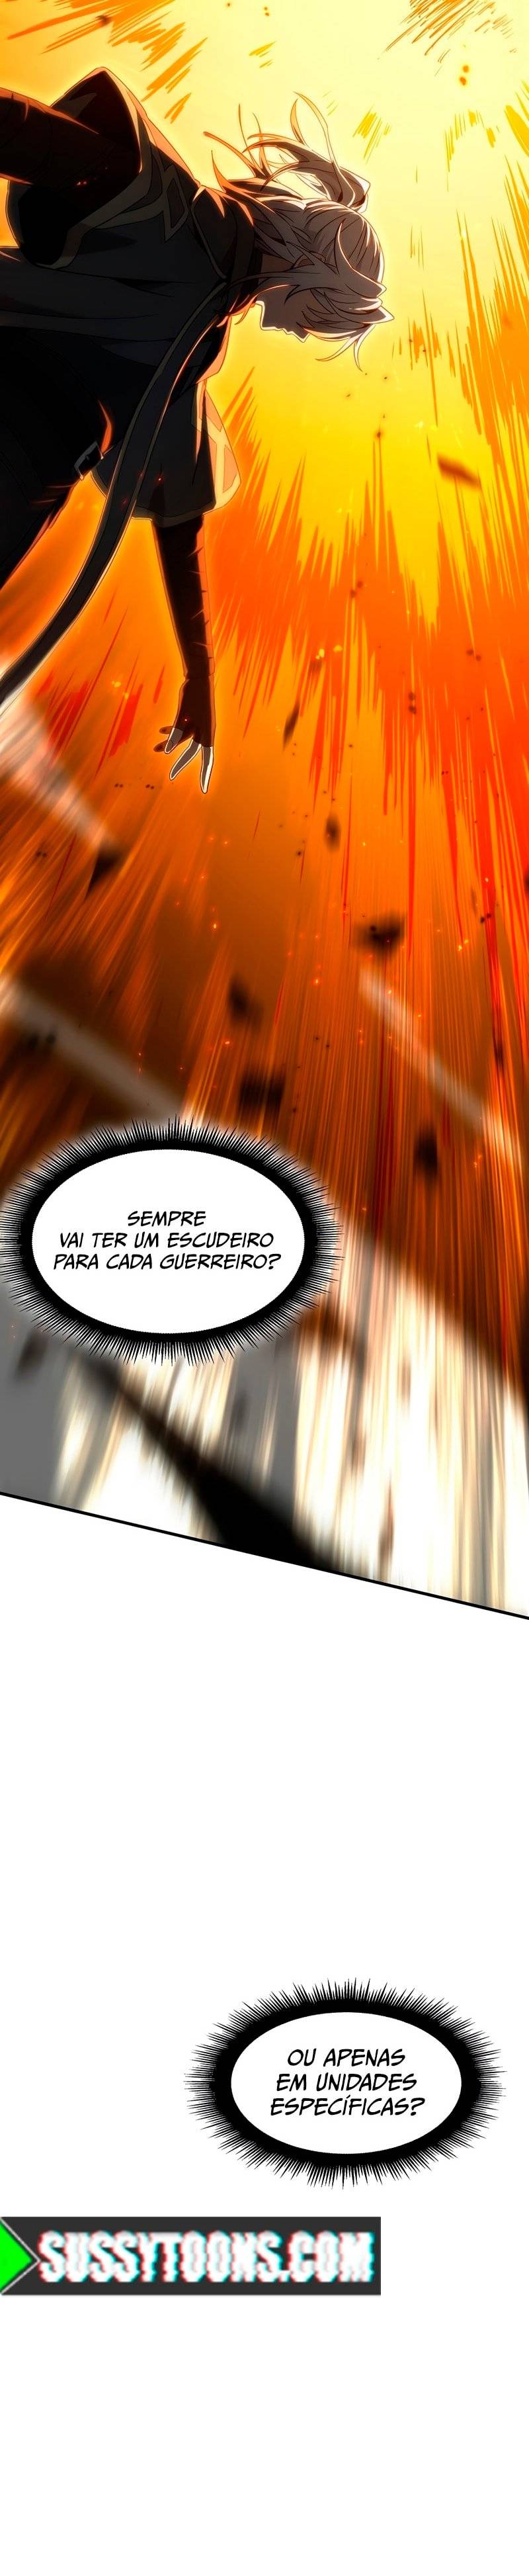 SEMPRE
VAI TER UM ESCUDEIRO
PARA CADA GUERREIRO?
OU APENAS
EM UNIDADES
ESPECÍFICAS?
SUSSYTOONS.COM